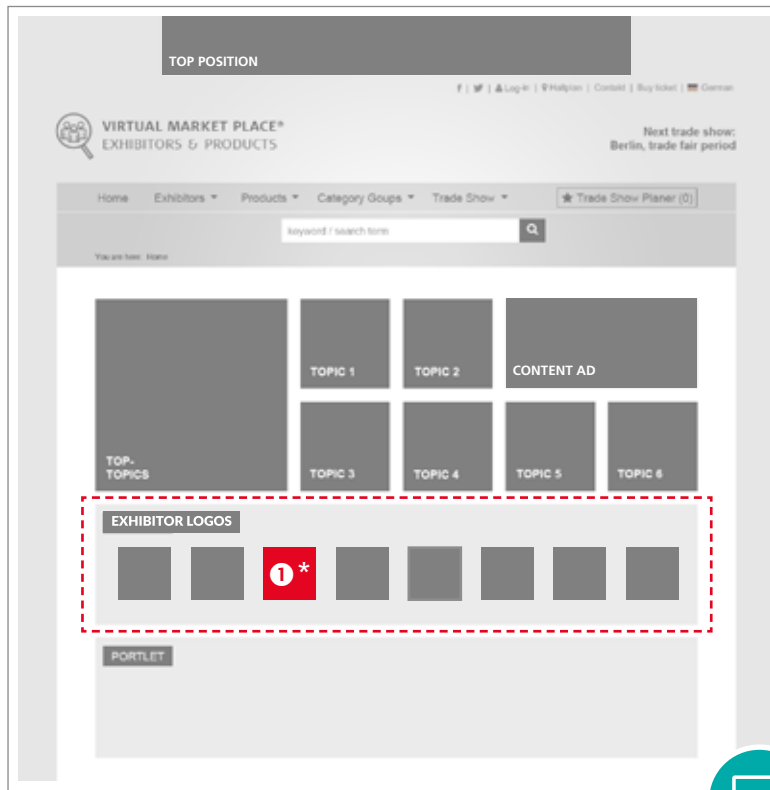 TOP POSITION
f | 𝕏 | Log-in | Hallplan | Contakt | Buy ticket | German
VIRTUAL MARKET PLACE®
EXHIBITORS & PRODUCTS
Next trade show:
Berlin, trade fair period
Home Exhibitors Products Category Goups Trade Show ★ Trade Show Planer (0)
keyword / search term
You are here: Home
TOPIC 1
TOPIC 2
CONTENT AD
TOP-
TOPICS
TOPIC 3
TOPIC 4
TOPIC 5
TOPIC 6
EXHIBITOR LOGOS
1 *
PORTLET